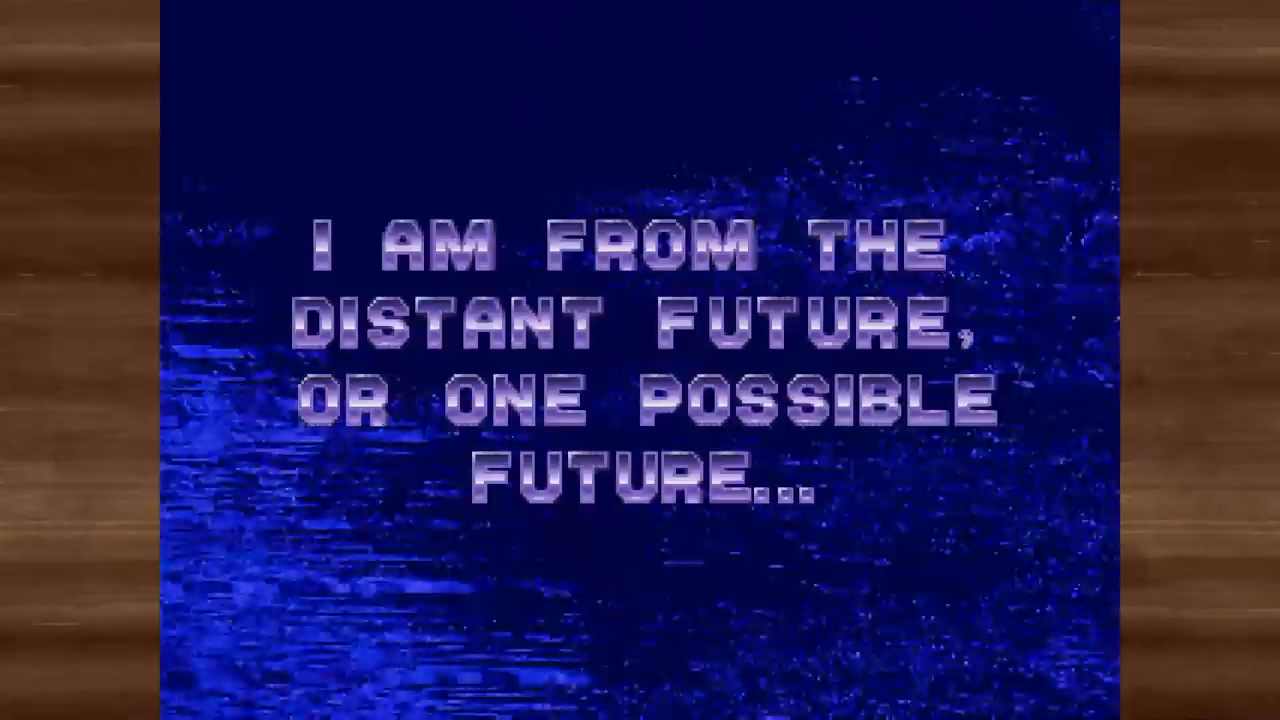 I AM FROM THE
DISTANT FUTURE,
OR ONE POSSIBLE
FUTURE...